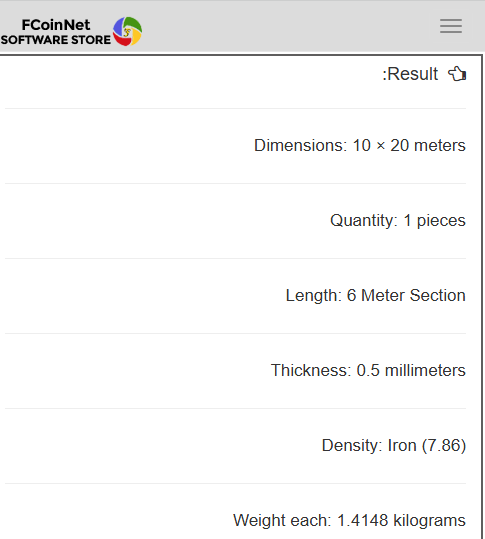 FCoinNet
SOFTWARE STORE
:Result
Dimensions: 10 × 20 meters
Quantity: 1 pieces
Length: 6 Meter Section
Thickness: 0.5 millimeters
Density: Iron (7.86)
Weight each: 1.4148 kilograms